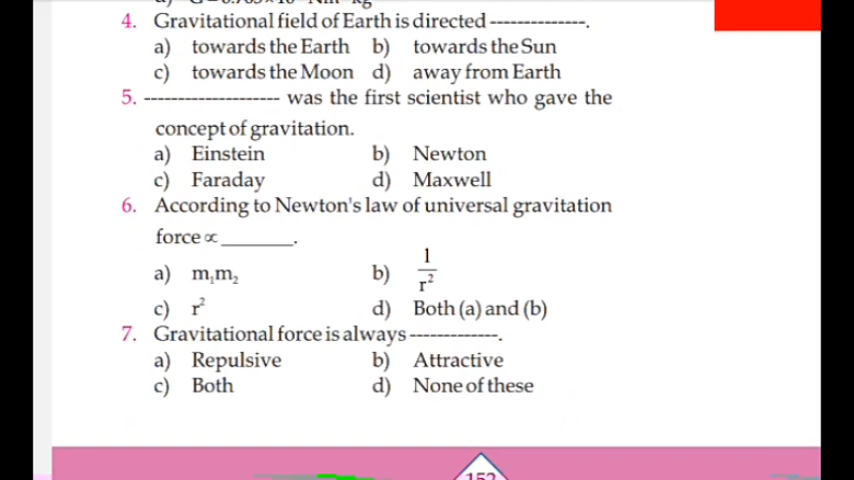 4. Gravitational field of Earth is directed --------------.
a) towards the Earth b) towards the Sun
c) towards the Moon d) away from Earth
5. -------------------- was the first scientist who gave the
concept of gravitation.
a) Einstein b) Newton
c) Faraday d) Maxwell
6. According to Newton's law of universal gravitation
force ∝ ________.
a) m₁m₂ b) 1/r²
c) r² d) Both (a) and (b)
7. Gravitational force is always -------------.
a) Repulsive b) Attractive
c) Both d) None of these
152